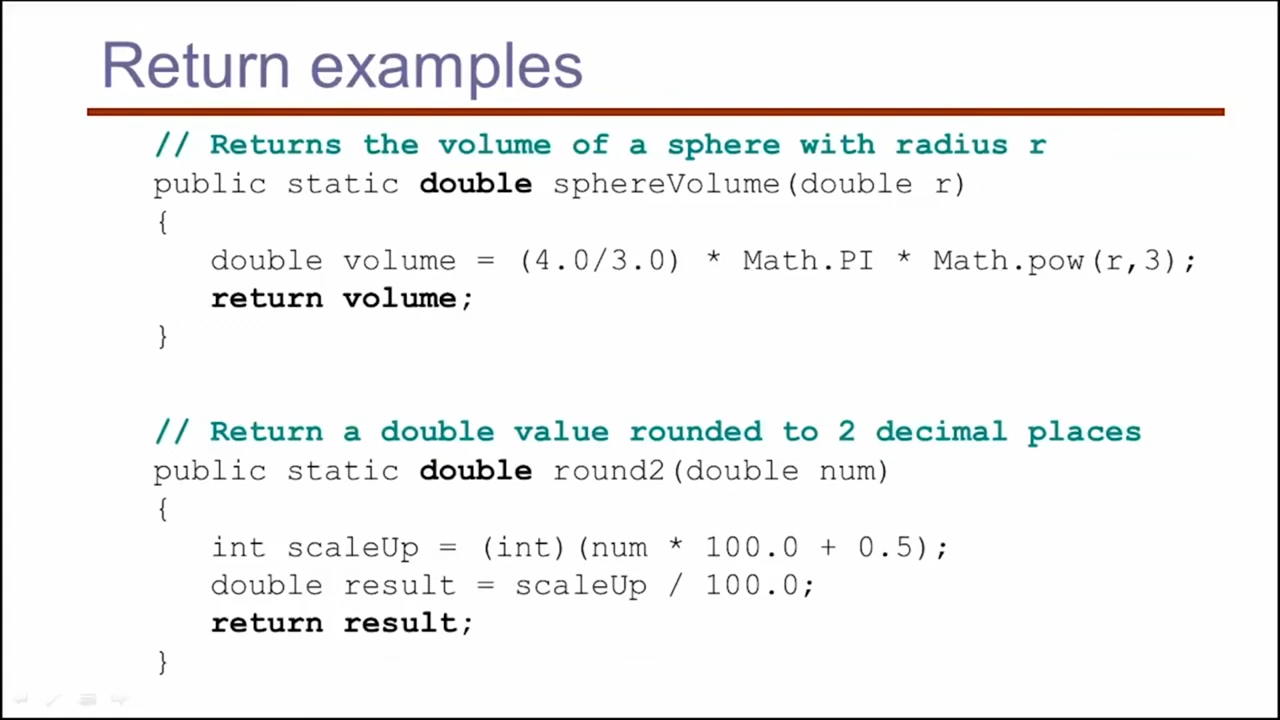 Return examples
// Returns the volume of a sphere with radius r
public static double sphereVolume(double r)
{
double volume = (4.0/3.0) * Math.PI * Math.pow(r,3);
return volume;
}
// Return a double value rounded to 2 decimal places
public static double round2(double num)
{
int scaleUp = (int)(num * 100.0 + 0.5);
double result = scaleUp / 100.0;
return result;
}